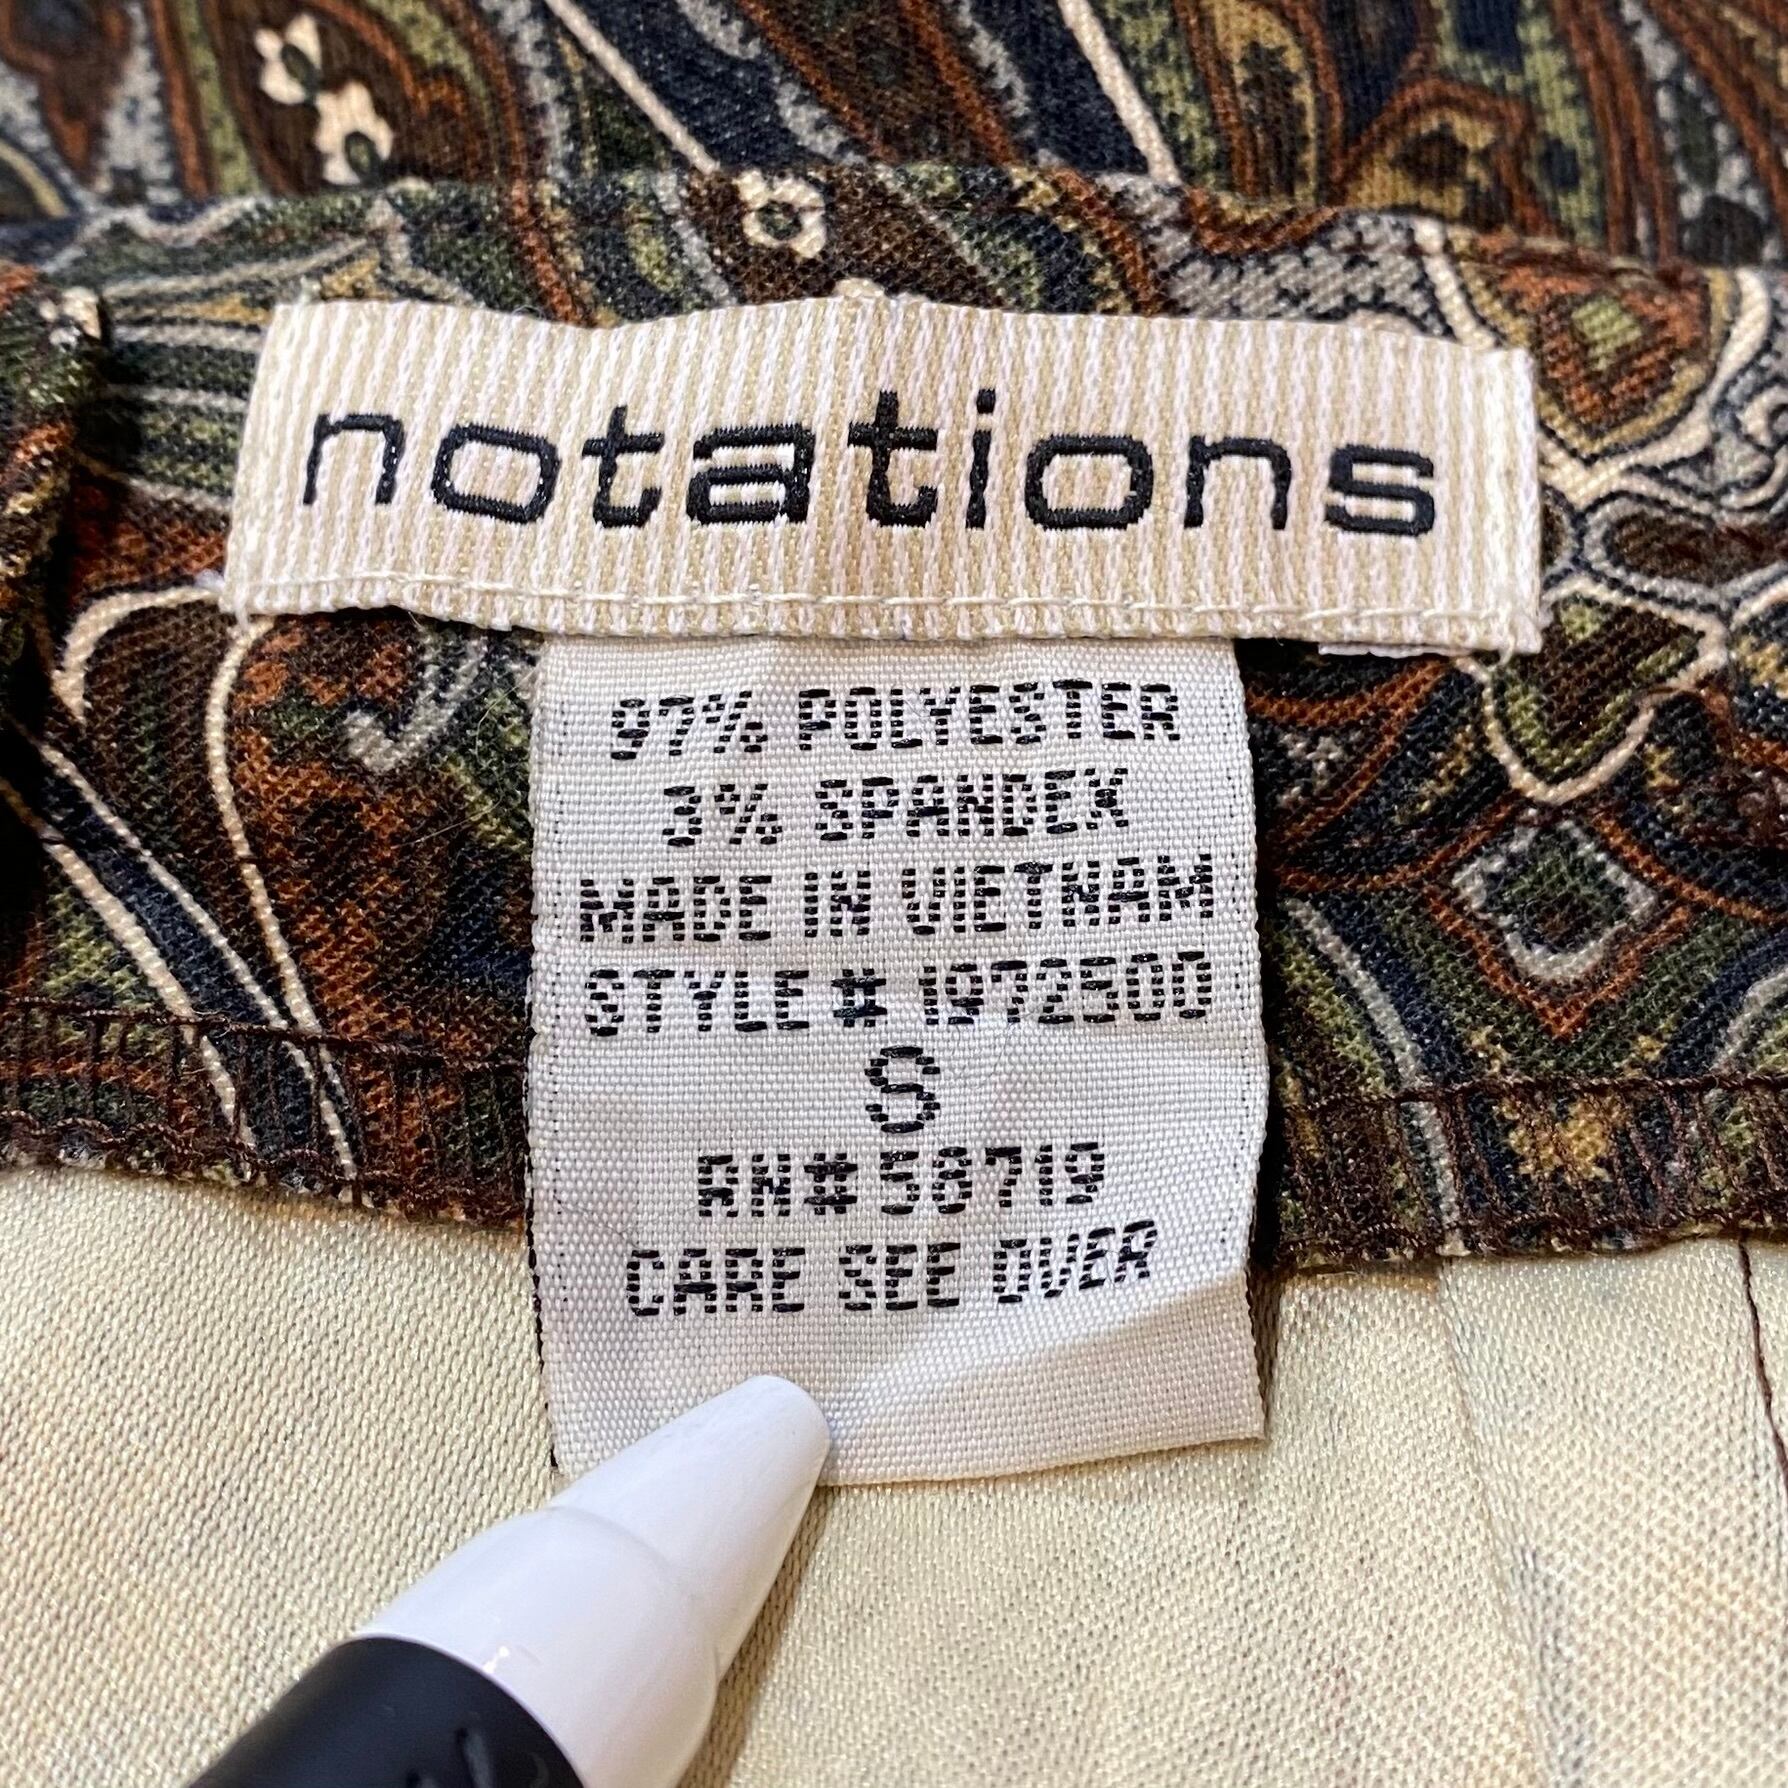 notations
97% POLYESTER
3% SPANDEX
MADE IN VIETNAM
STYLE # 1972500
S
RN# 58719
CARE SEE OVER